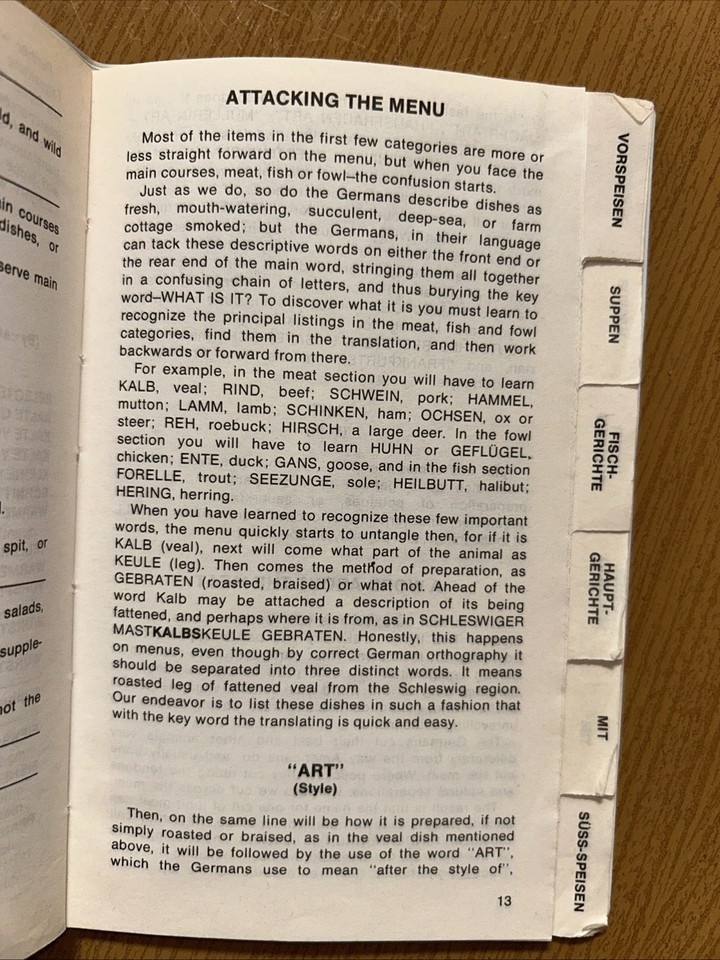 ld, and wild
in courses
dishes, or
serve main
spit, or
salads,
supple-
not the
ATTACKING THE MENU
Most of the items in the first few categories are more or
less straight forward on the menu, but when you face the
main courses, meat, fish or fowl—the confusion starts.
Just as we do, so do the Germans describe dishes as
fresh, mouth-watering, succulent, deep-sea, or farm
cottage smoked; but the Germans, in their language
can tack these descriptive words on either the front end or
the rear end of the main word, stringing them all together
in a confusing chain of letters, and thus burying the key
word—WHAT IS IT? To discover what it is you must learn to
recognize the principal listings in the meat, fish and fowl
categories, find them in the translation, and then work
backwards or forward from there.
For example, in the meat section you will have to learn
KALB, veal; RIND, beef; SCHWEIN, pork; HAMMEL,
mutton; LAMM, lamb; SCHINKEN, ham; OCHSEN, ox or
steer; REH, roebuck; HIRSCH, a large deer. In the fowl
section you will have to learn HUHN or GEFLÜGEL,
chicken; ENTE, duck; GANS, goose, and in the fish section
FORELLE, trout; SEEZUNGE, sole; HEILBUTT, halibut;
HERING, herring.
When you have learned to recognize these few important
words, the menu quickly starts to untangle then, for if it is
KALB (veal), next will come what part of the animal as
KEULE (leg). Then comes the method of preparation, as
GEBRATEN (roasted, braised) or what not. Ahead of the
word Kalb may be attached a description of its being
fattened, and perhaps where it is from, as in SCHLESWIGER
MASTKALBSKEULE GEBRATEN. Honestly, this happens
on menus, even though by correct German orthography it
should be separated into three distinct words. It means
roasted leg of fattened veal from the Schleswig region.
Our endeavor is to list these dishes in such a fashion that
with the key word the translating is quick and easy.
"ART"
(Style)
Then, on the same line will be how it is prepared, if not
simply roasted or braised, as in the veal dish mentioned
above, it will be followed by the use of the word "ART",
which the Germans use to mean "after the style of",
13
VORSPEISEN
SUPPEN
FISCH-
GERICHTE
HAUPT-
GERICHTE
MIT
SÜSS-SPEISEN